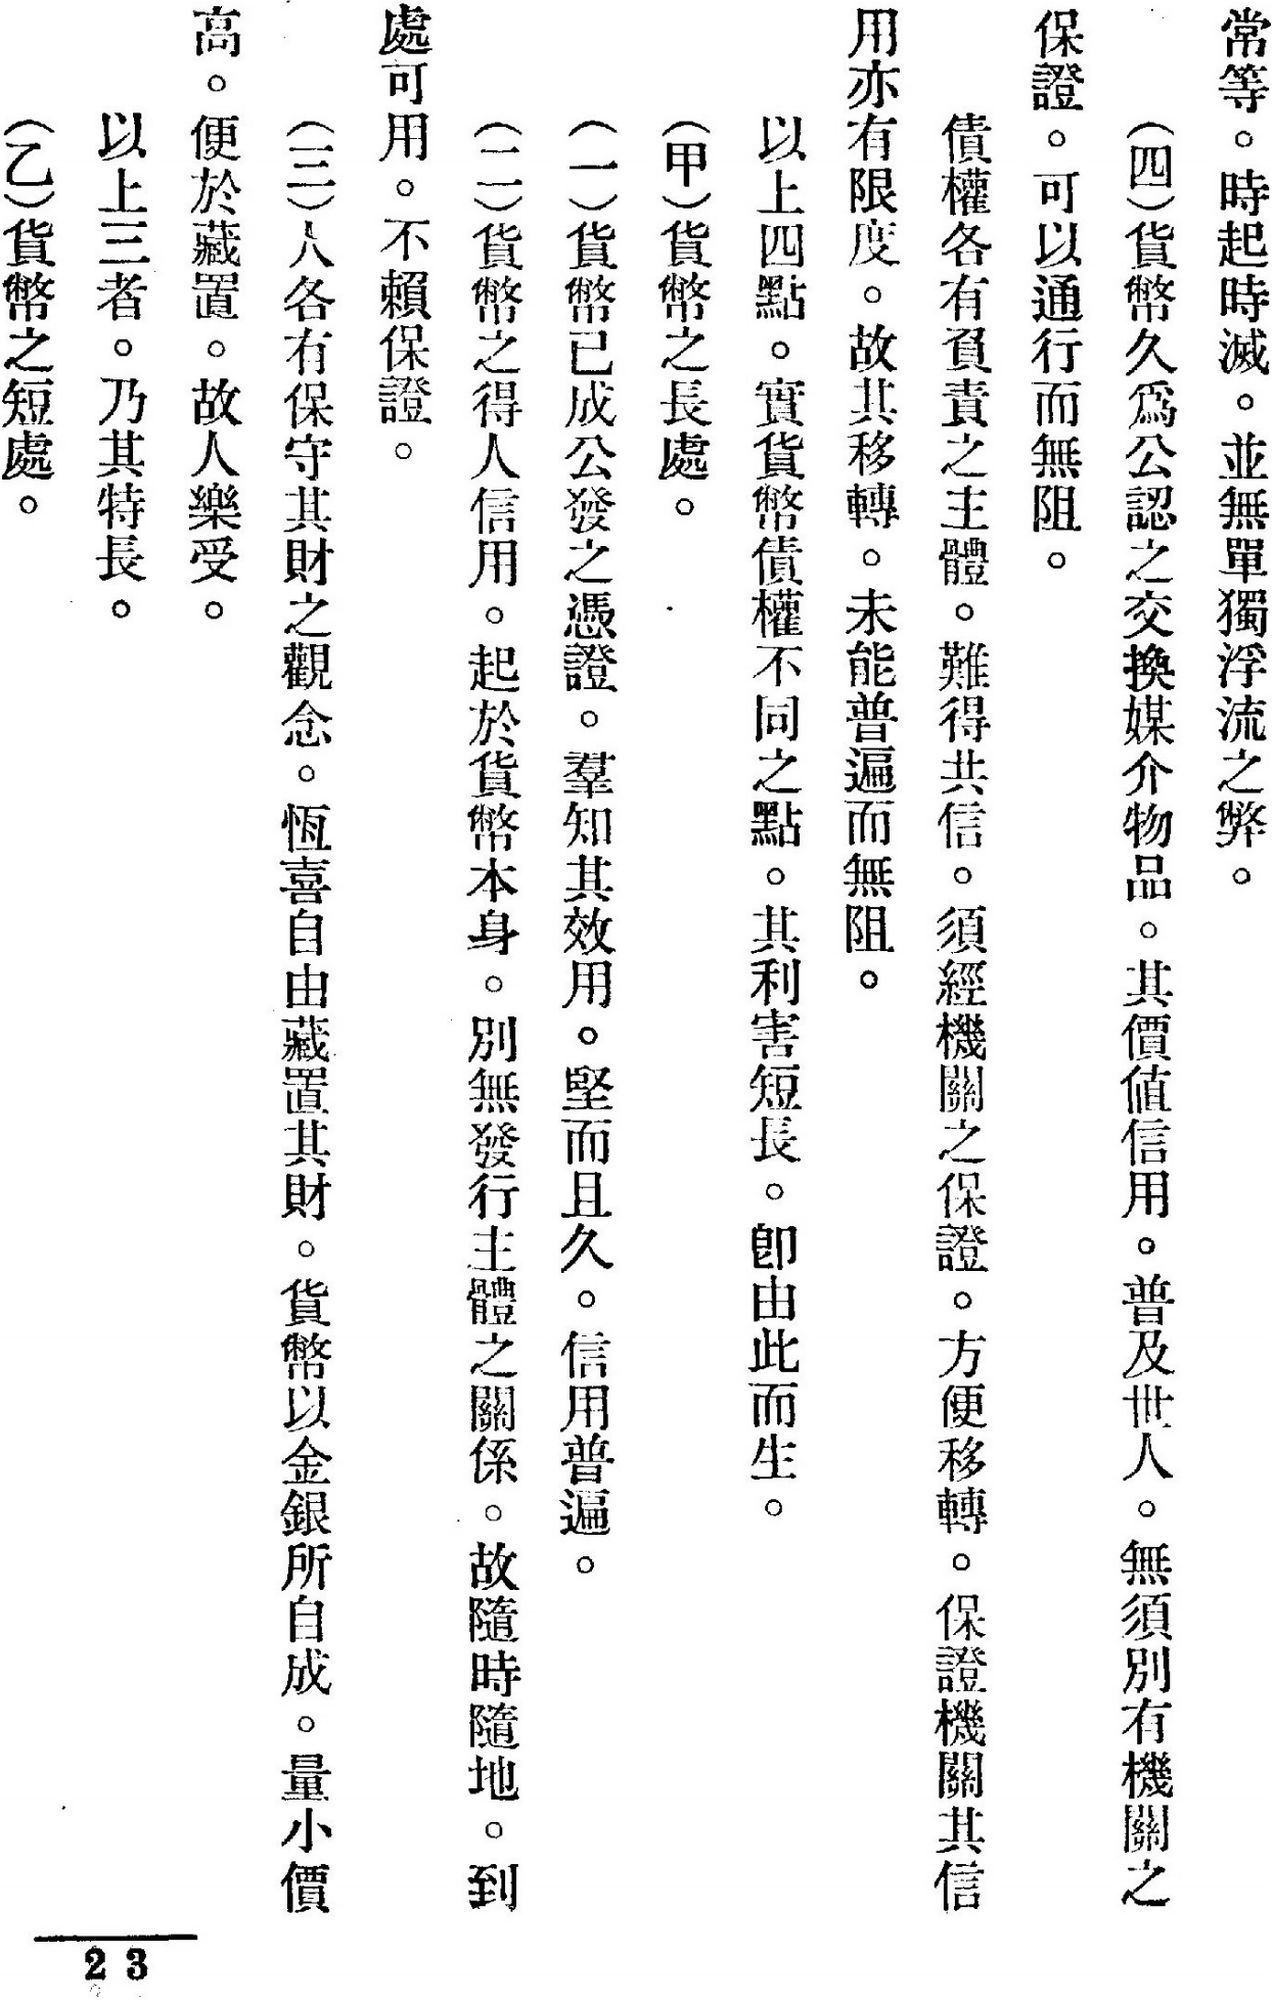 常等。時起時滅。並無單獨浮流之弊。
（四）貨幣久爲公認之交換媒介物品。其價値信用。普及世人。無須別有機關之
保證。可以通行而無阻。
債權各有負責之主體。難得共信。須經機關之保證。方便移轉。保證機關其信
用亦有限度。故其移轉。未能普遍而無阻。
以上四點。實貨幣債權不同之點。其利害短長。卽由此而生。
（甲）貨幣之長處。
（一）貨幣已成公發之憑證。羣知其效用。堅而且久。信用普遍。
（二）貨幣之得人信用。起於貨幣本身。別無發行主體之關係。故隨時隨地。到
處可用。不賴保證。
（三）人各有保守其財之觀念。恆喜自由藏置其財。貨幣以金銀所自成。量小價
高。便於藏置。故人樂受。
以上三者。乃其特長。
（乙）貨幣之短處。
23